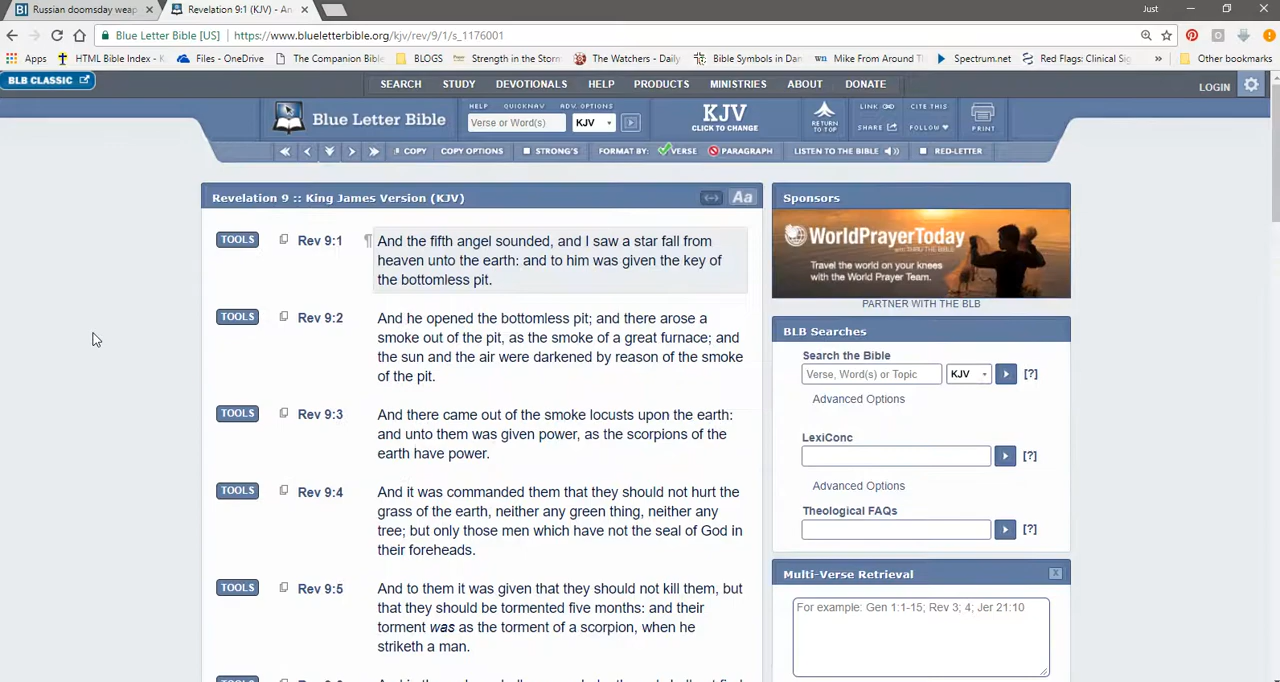 BI Russian doomsday weap
Revelation 9:1 (KJV) - An
Just
Blue Letter Bible [US] https://www.blueletterbible.org/kjv/rev/9/1/s_1176001
Apps HTML Bible Index - K Files - OneDrive The Companion Bible BLOGS Strength in the Storm The Watchers - Daily Bible Symbols in Dan wn Mike From Around Th Spectrum.net Red Flags: Clinical Sig » Other bookmarks
BLB CLASSIC
SEARCH STUDY DEVOTIONALS HELP PRODUCTS MINISTRIES ABOUT DONATE
LOGIN
Blue Letter Bible
HELP QUICKNAV ADV. OPTIONS
Verse or Word(s) KJV
KJV
CLICK TO CHANGE
RETURN
TO TOP
LINK CITE THIS
SHARE FOLLOW
PRINT
COPY COPY OPTIONS STRONG'S FORMAT BY: VERSE PARAGRAPH LISTEN TO THE BIBLE RED-LETTER
Revelation 9 :: King James Version (KJV)
Aa
TOOLS Rev 9:1 ¶ And the fifth angel sounded, and I saw a star fall from
heaven unto the earth: and to him was given the key of
the bottomless pit.
TOOLS Rev 9:2 And he opened the bottomless pit; and there arose a
smoke out of the pit, as the smoke of a great furnace; and
the sun and the air were darkened by reason of the smoke
of the pit.
TOOLS Rev 9:3 And there came out of the smoke locusts upon the earth:
and unto them was given power, as the scorpions of the
earth have power.
TOOLS Rev 9:4 And it was commanded them that they should not hurt the
grass of the earth, neither any green thing, neither any
tree; but only those men which have not the seal of God in
their foreheads.
TOOLS Rev 9:5 And to them it was given that they should not kill them, but
that they should be tormented five months: and their
torment was as the torment of a scorpion, when he
striketh a man.
Sponsors
WorldPrayerToday
Travel the world on your knees
with the World Prayer Team.
PARTNER WITH THE BLB
BLB Searches
Search the Bible
Verse, Word(s) or Topic KJV [?]
Advanced Options
LexiConc
[?]
Advanced Options
Theological FAQs
[?]
Multi-Verse Retrieval
For example: Gen 1:1-15; Rev 3; 4; Jer 21:10